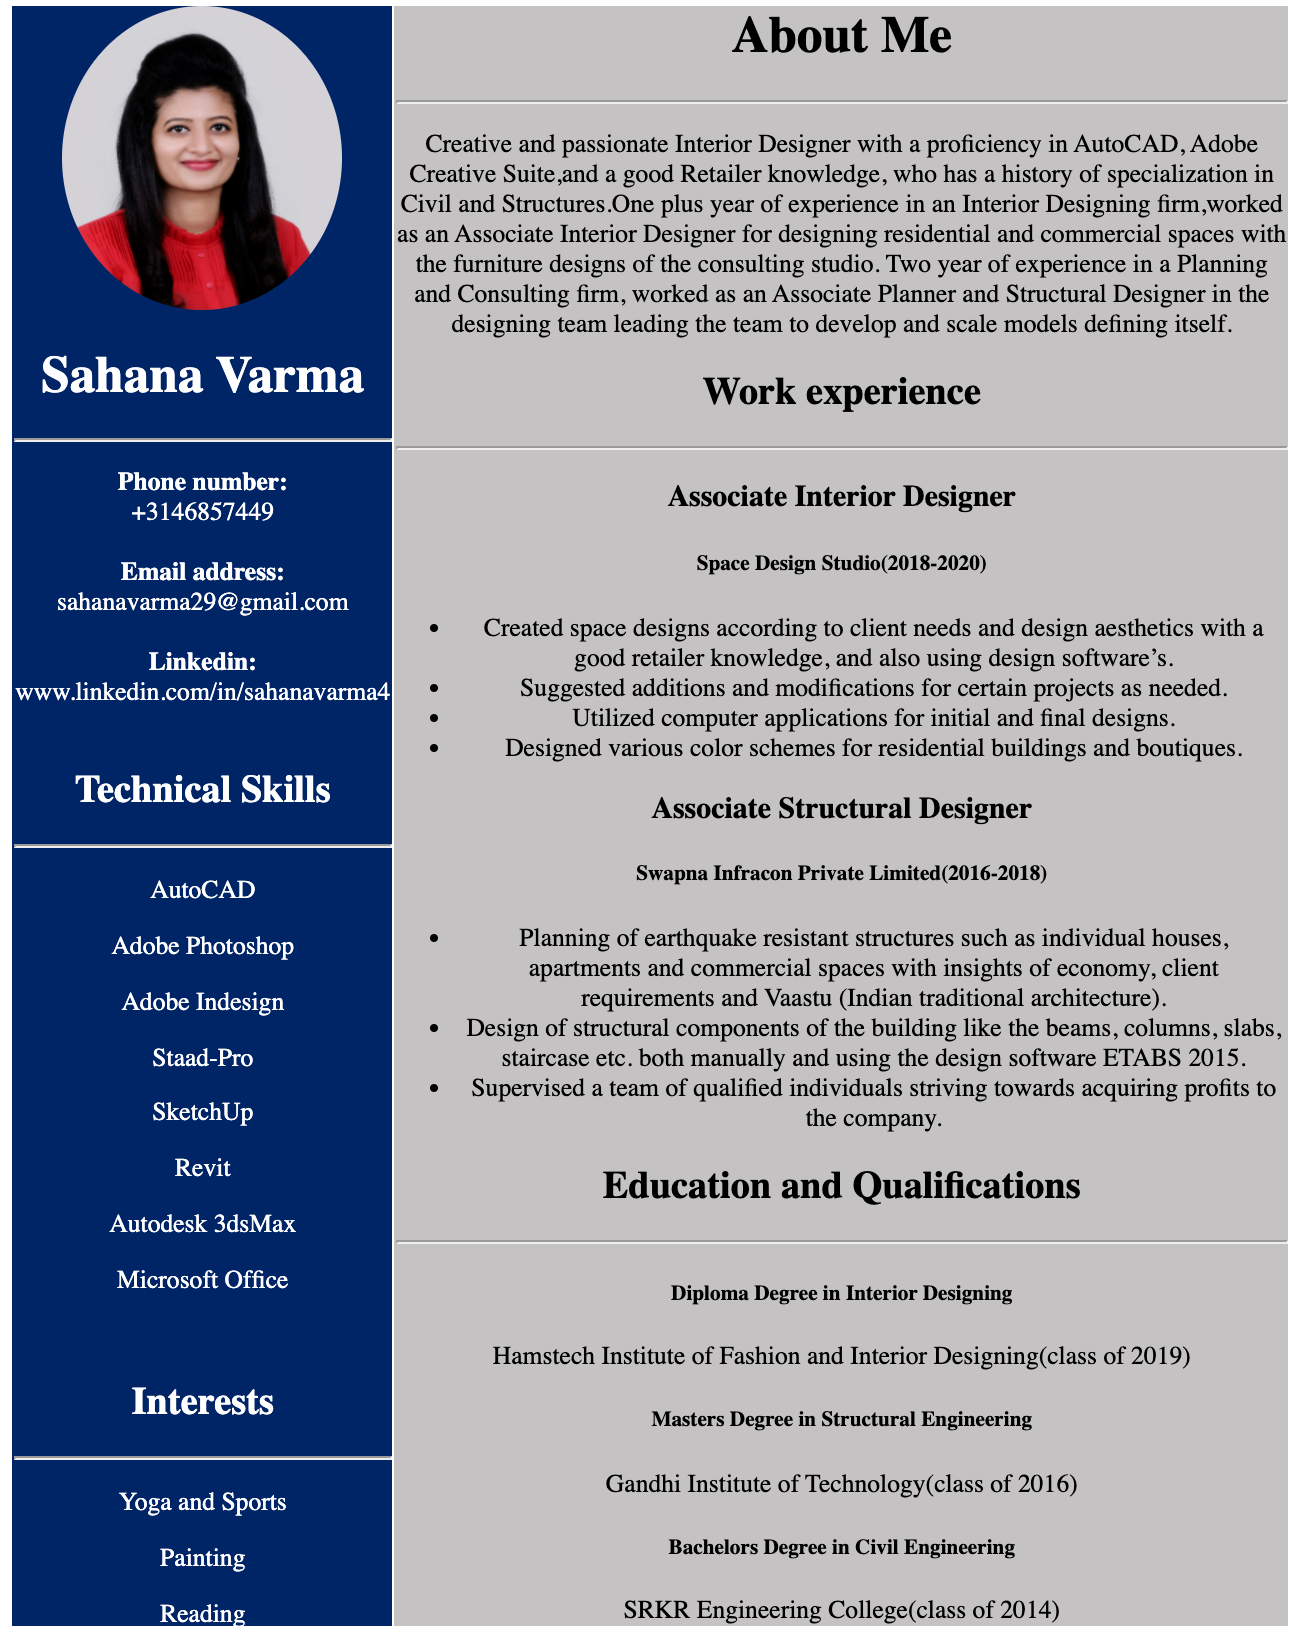 Sahana Varma
Phone number:
+3146857449
Email address:
sahanavarma29@gmail.com
Linkedin:
www.linkedin.com/in/sahanavarma4
Technical Skills
AutoCAD
Adobe Photoshop
Adobe Indesign
Staad-Pro
SketchUp
Revit
Autodesk 3dsMax
Microsoft Office
Interests
Yoga and Sports
Painting
Reading
About Me
Creative and passionate Interior Designer with a proficiency in AutoCAD, Adobe
Creative Suite,and a good Retailer knowledge, who has a history of specialization in
Civil and Structures.One plus year of experience in an Interior Designing firm,worked
as an Associate Interior Designer for designing residential and commercial spaces with
the furniture designs of the consulting studio. Two year of experience in a Planning
and Consulting firm, worked as an Associate Planner and Structural Designer in the
designing team leading the team to develop and scale models defining itself.
Work experience
Associate Interior Designer
Space Design Studio(2018-2020)
• Created space designs according to client needs and design aesthetics with a
good retailer knowledge, and also using design software’s.
• Suggested additions and modifications for certain projects as needed.
• Utilized computer applications for initial and final designs.
• Designed various color schemes for residential buildings and boutiques.
Associate Structural Designer
Swapna Infracon Private Limited(2016-2018)
• Planning of earthquake resistant structures such as individual houses,
apartments and commercial spaces with insights of economy, client
requirements and Vaastu (Indian traditional architecture).
• Design of structural components of the building like the beams, columns, slabs,
staircase etc. both manually and using the design software ETABS 2015.
• Supervised a team of qualified individuals striving towards acquiring profits to
the company.
Education and Qualifications
Diploma Degree in Interior Designing
Hamstech Institute of Fashion and Interior Designing(class of 2019)
Masters Degree in Structural Engineering
Gandhi Institute of Technology(class of 2016)
Bachelors Degree in Civil Engineering
SRKR Engineering College(class of 2014)